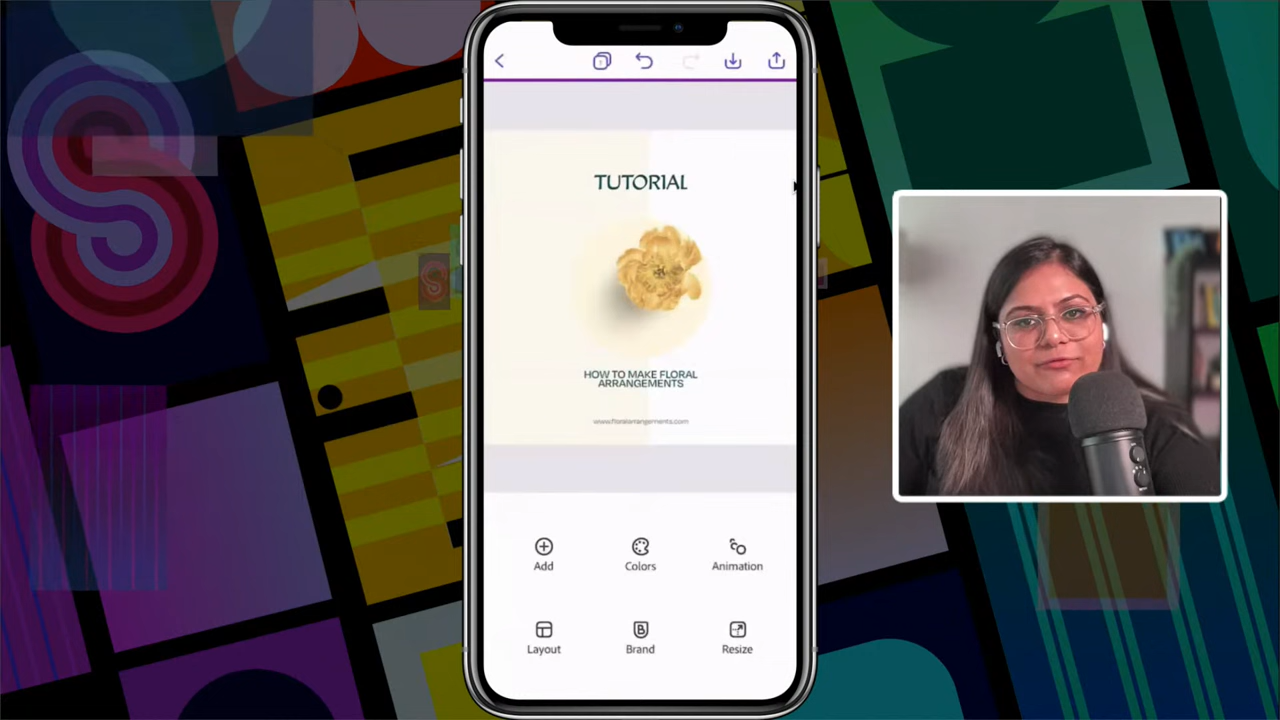 TUTORIAL
HOW TO MAKE FLORAL
ARRANGEMENTS
www.floralarrangements.com
Add
Colors
Animation
Layout
Brand
Resize